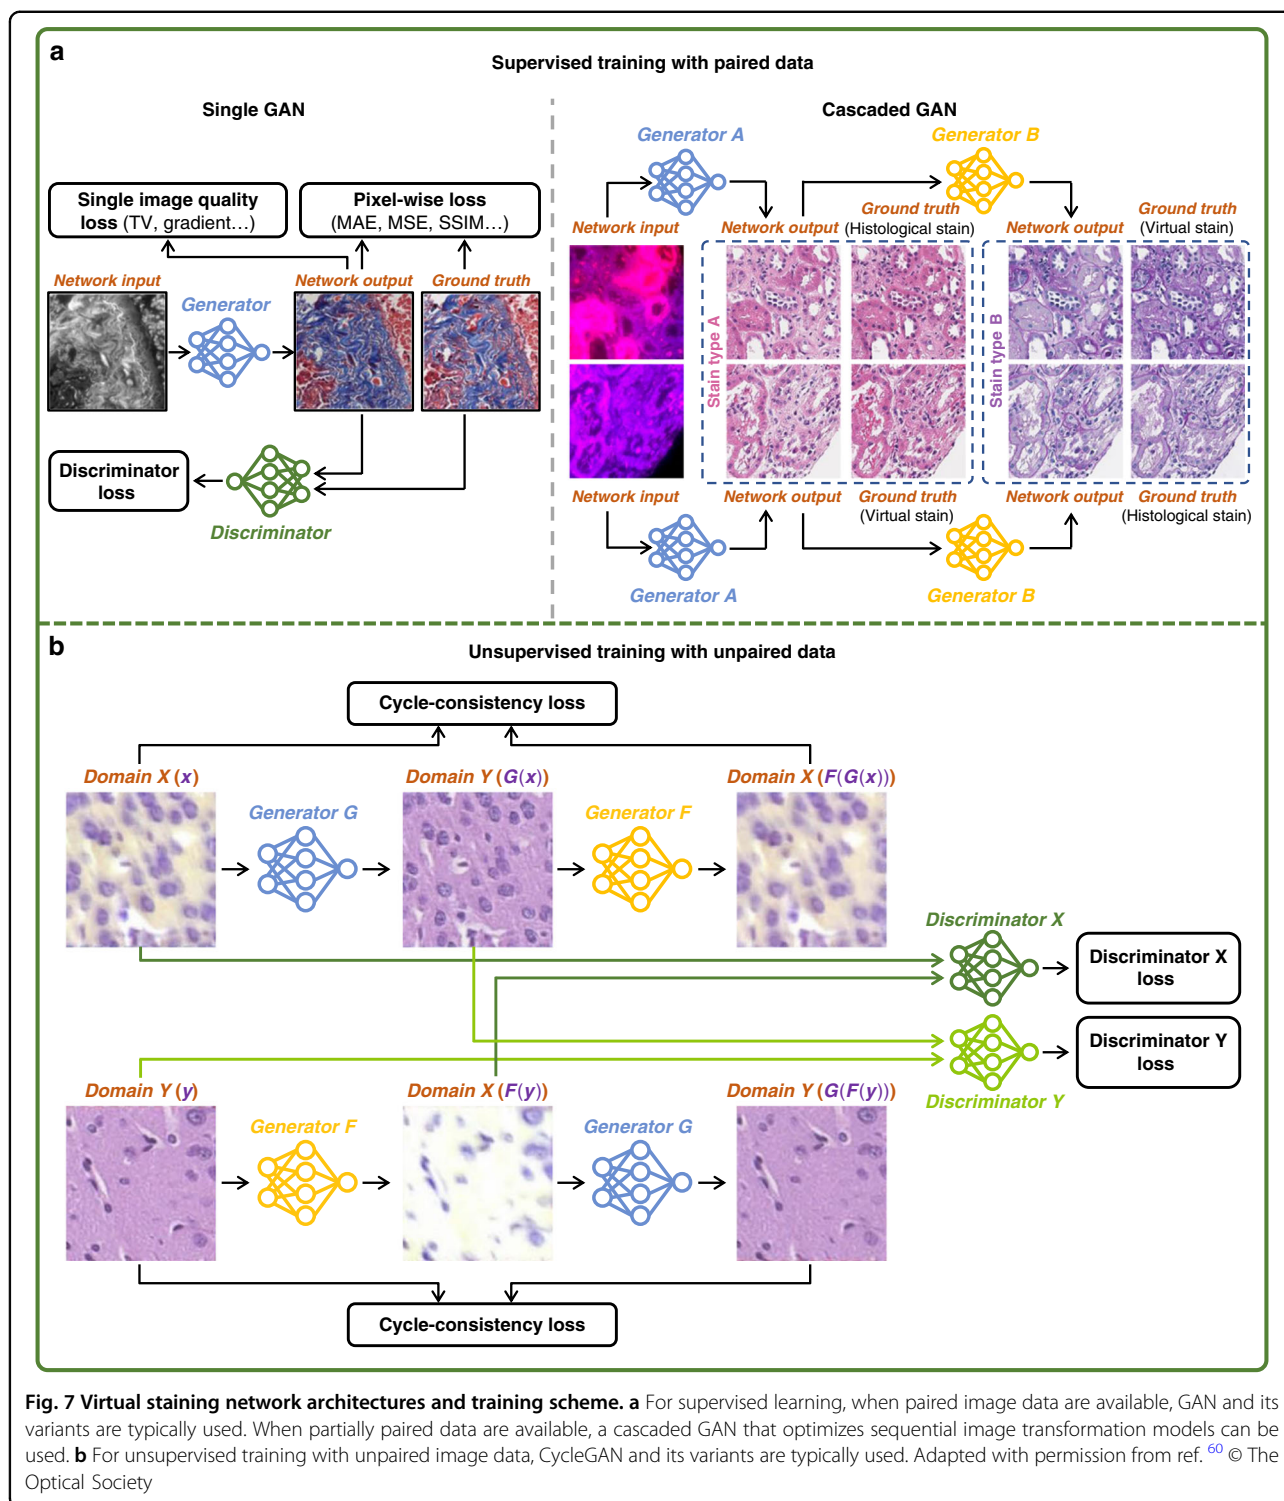 a
Supervised training with paired data
Single GAN
Single image quality
loss (TV, gradient...)
Pixel-wise loss
(MAE, MSE, SSIM...)
Network input
Generator
Network output
Ground truth
Discriminator
loss
Discriminator
Cascaded GAN
Generator A
Generator B
Network input
Network output
Ground truth
(Histological stain)
Network output
Ground truth
(Virtual stain)
Stain type A
Stain type B
Network input
Network output
Ground truth
(Virtual stain)
Network output
Ground truth
(Histological stain)
Generator A
Generator B
b
Unsupervised training with unpaired data
Cycle-consistency loss
Domain X (x)
Generator G
Domain Y (G(x))
Generator F
Domain X (F(G(x)))
Discriminator X
Discriminator X
loss
Discriminator Y
loss
Discriminator Y
Domain Y (y)
Generator F
Domain X (F(y))
Generator G
Domain Y (G(F(y)))
Cycle-consistency loss
Fig. 7 Virtual staining network architectures and training scheme. a For supervised learning, when paired image data are available, GAN and its
variants are typically used. When partially paired data are available, a cascaded GAN that optimizes sequential image transformation models can be
used. b For unsupervised training with unpaired image data, CycleGAN and its variants are typically used. Adapted with permission from ref. 60 © The
Optical Society